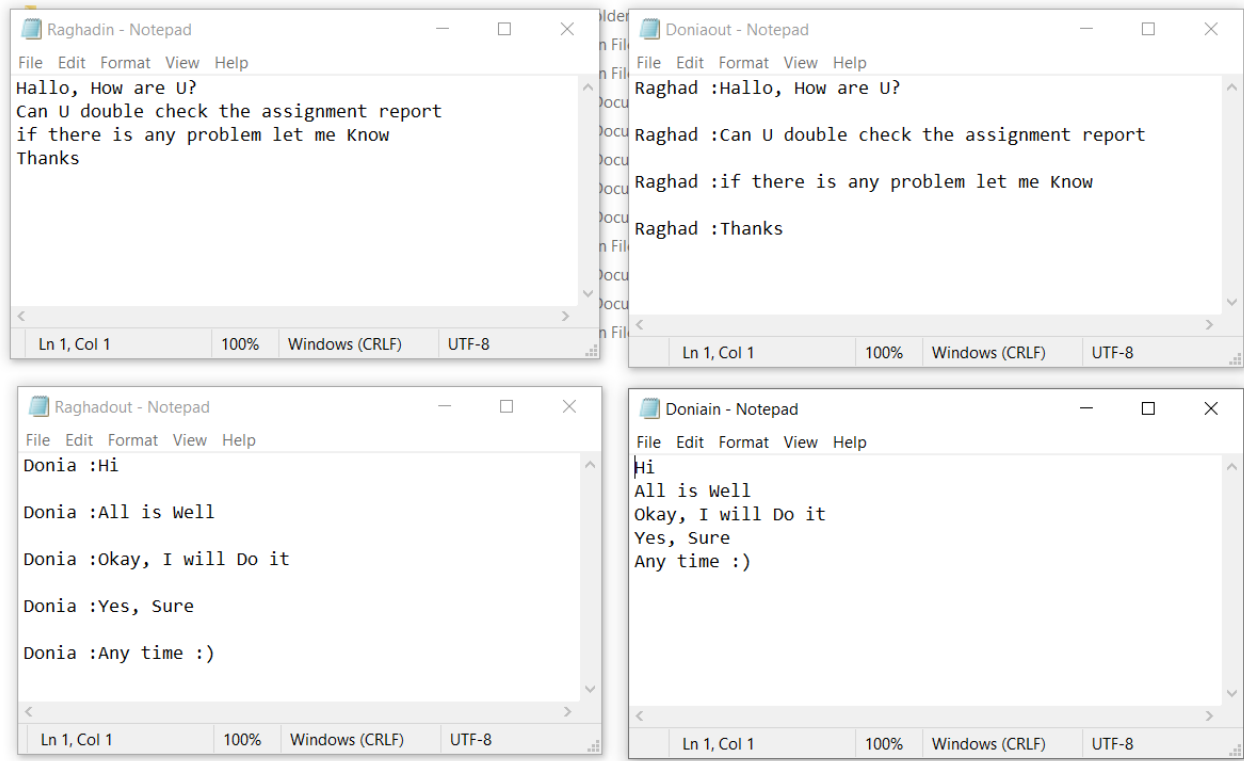 Raghadin - Notepad
File Edit Format View Help
Hallo, How are U?
Can U double check the assignment report
if there is any problem let me Know
Thanks
Ln 1, Col 1 100% Windows (CRLF) UTF-8
Doniaout - Notepad
File Edit Format View Help
Raghad :Hallo, How are U?
Raghad :Can U double check the assignment report
Raghad :if there is any problem let me Know
Raghad :Thanks
Ln 1, Col 1 100% Windows (CRLF) UTF-8
Raghadout - Notepad
File Edit Format View Help
Donia :Hi
Donia :All is Well
Donia :Okay, I will Do it
Donia :Yes, Sure
Donia :Any time :)
Ln 1, Col 1 100% Windows (CRLF) UTF-8
Doniain - Notepad
File Edit Format View Help
Hi
All is Well
Okay, I will Do it
Yes, Sure
Any time :)
Ln 1, Col 1 100% Windows (CRLF) UTF-8